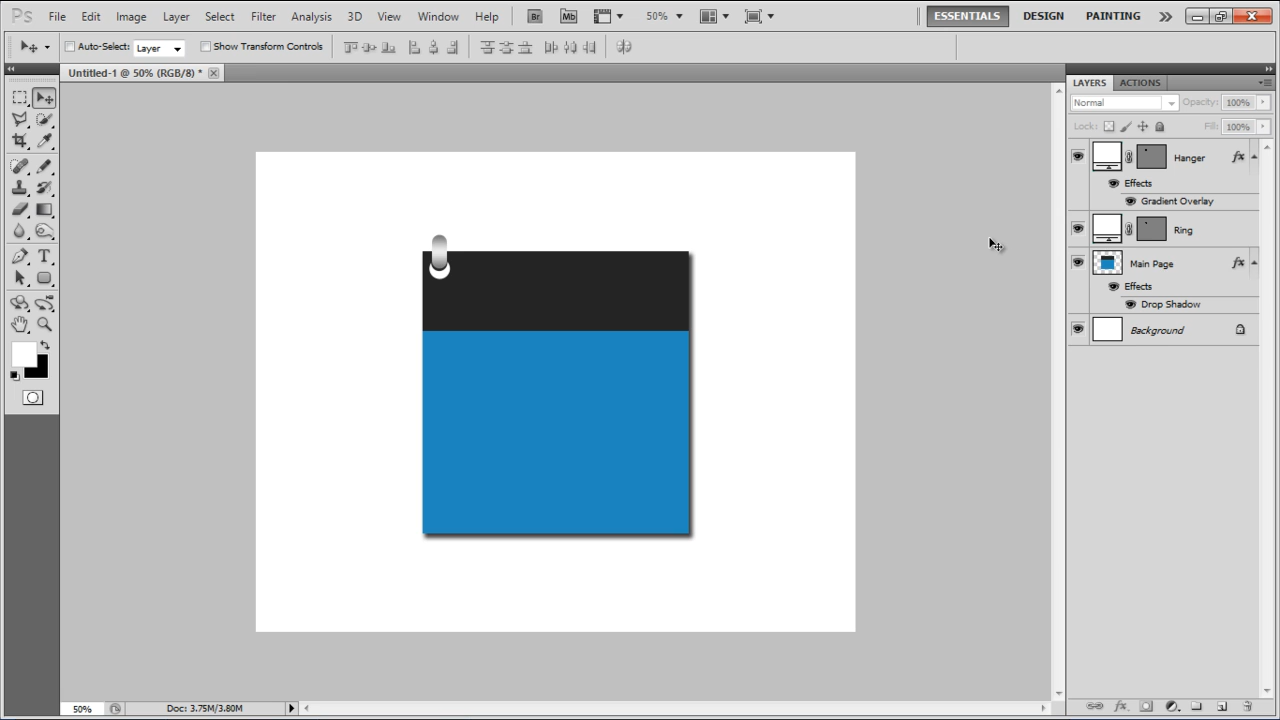 Ps File Edit Image Layer Select Filter Analysis 3D View Window Help Br Mb 50% ESSENTIALS DESIGN PAINTING
Auto-Select: Layer Show Transform Controls
Untitled-1 @ 50% (RGB/8) *
LAYERS ACTIONS
Normal Opacity: 100%
Lock: Fill: 100%
Hanger fx
Effects
Gradient Overlay
Ring
Main Page fx
Effects
Drop Shadow
Background
50% Doc: 3.75M/3.80M